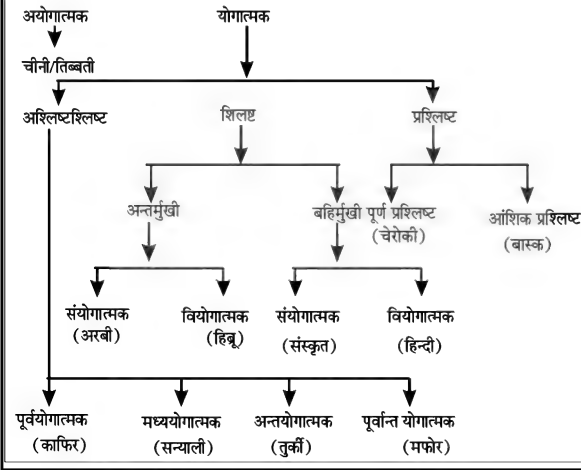 अयोगात्मक योगात्मक
चीनी/तिब्बती
अश्लिष्टश्लिष्ट शिलष्ट प्रश्लिष्ट
अन्तर्मुखी बहिर्मुखी पूर्ण प्रश्लिष्ट आंशिक प्रश्लिष्ट
(चेरोकी) (बास्क)
संयोगात्मक वियोगात्मक संयोगात्मक वियोगात्मक
(अरबी) (हिब्रू) (संस्कृत) (हिन्दी)
पूर्वयोगात्मक मध्ययोगात्मक अन्तयोगात्मक पूर्वान्त योगात्मक
(काफिर) (सन्याली) (तुर्की) (मफोर)